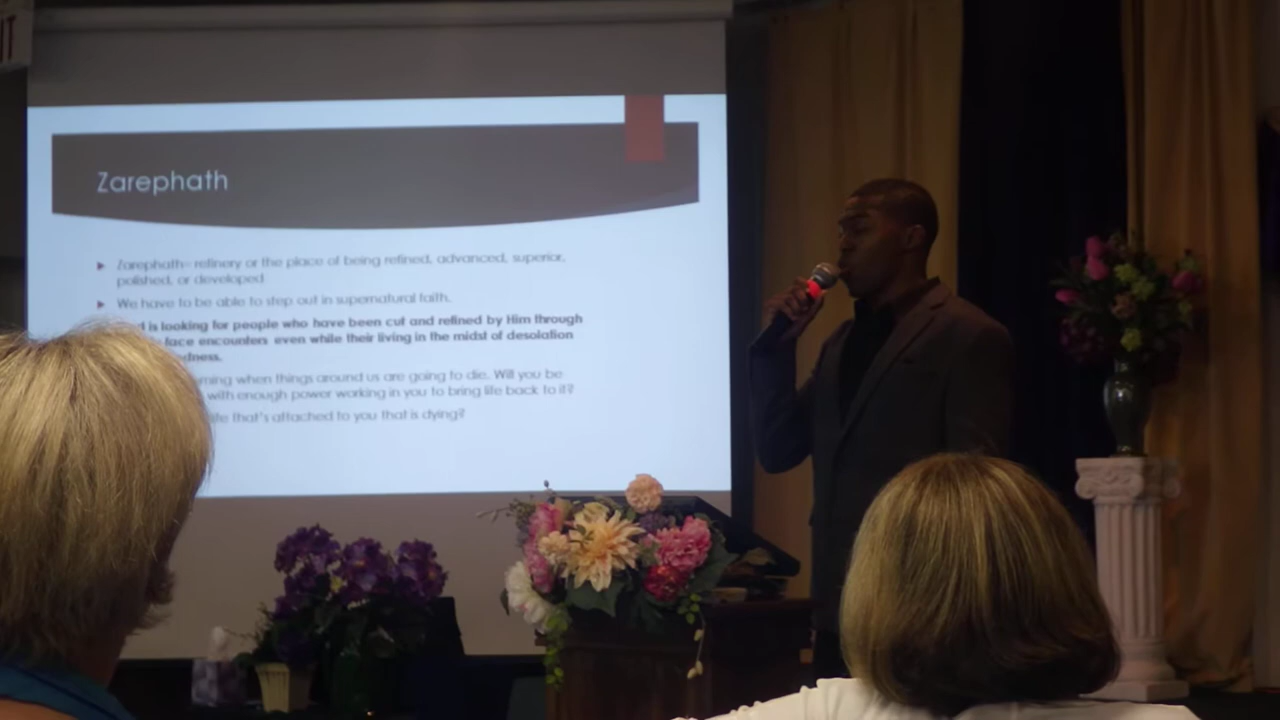 IT
Zarephath
Zarephath= refinery or the place of being refined, advanced, superior,
polished, or developed
We have to be able to step out in supernatural faith.
is looking for people who have been cut and refined by Him through
face encounters even while their living in the midst of desolation
when things around us are going to die. Will you be
with enough power working in you to bring life back to it?
that's attached to you that is dying?